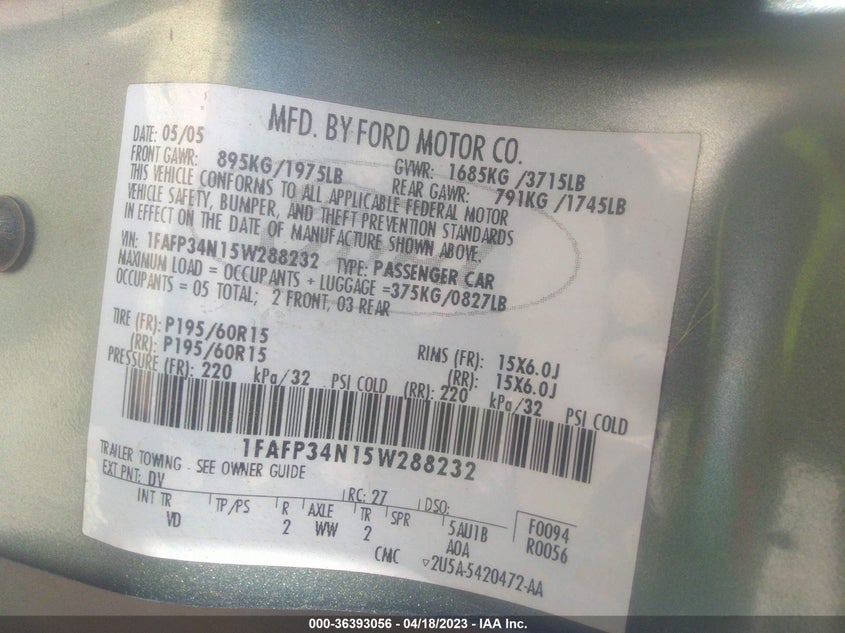 MFD. BY FORD MOTOR CO.
DATE: 05/05 GVWR: 1685KG /3715LB
FRONT GAWR: 895KG/1975LB REAR GAWR: 791KG /1745LB
THIS VEHICLE CONFORMS TO ALL APPLICABLE FEDERAL MOTOR
VEHICLE SAFETY, BUMPER, AND THEFT PREVENTION STANDARDS
IN EFFECT ON THE DATE OF MANUFACTURE SHOWN ABOVE.
VIN: 1FAFP34N15W288232 TYPE: PASSENGER CAR
MAXIMUM LOAD = OCCUPANTS + LUGGAGE =375KG/0827LB
OCCUPANTS = 05 TOTAL; 2 FRONT, 03 REAR
TIRE (FR): P195/60R15 RIMS (FR): 15X6.0J
(RR): P195/60R15 (RR): 15X6.0J
PRESSURE (FR): 220 kPa/32 PSI COLD (RR): 220 kPa/32 PSI COLD
1FAFP34N15W288232
TRAILER TOWING - SEE OWNER GUIDE
EXT PNT: DV RC: 27 DSO: F0094
INT TR TP/PS R AXLE TR SPR 5AU1B R0056
VD 2 WW 2 AOA
CMC ▽2U5A-5420472-AA
000-36393056 - 04/18/2023 - IAA Inc.